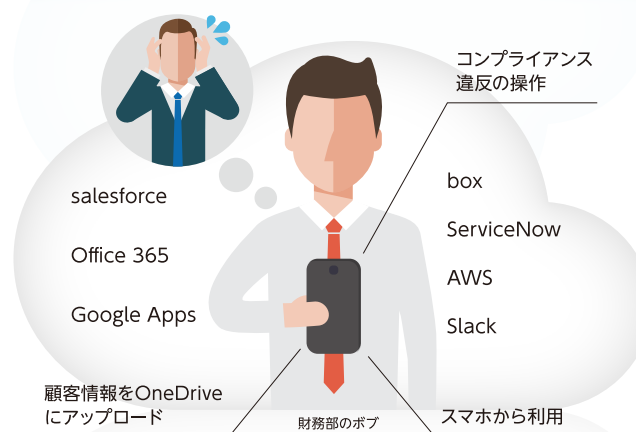 コンプライアンス
違反の操作
salesforce
Office 365
Google Apps
box
ServiceNow
AWS
Slack
顧客情報をOneDrive
にアップロード
財務部のボブ
スマホから利用